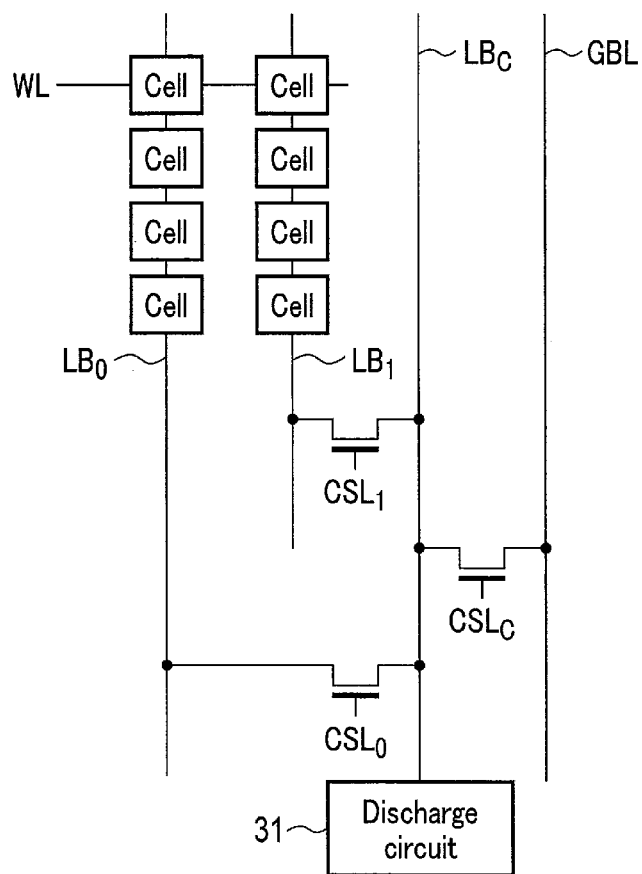 LB_C
GBL
WL
Cell Cell
Cell Cell
Cell Cell
Cell Cell
LB_0
LB_1
CSL_1
CSL_C
CSL_0
31
Discharge
circuit